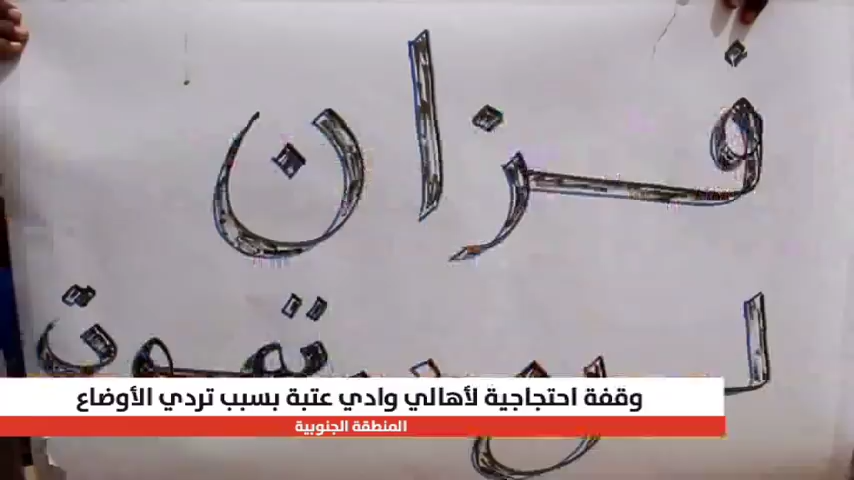 فزان
وقفة احتجاجية لأهالي وادي عتبة بسبب تردي الأوضاع
المنطقة الجنوبية